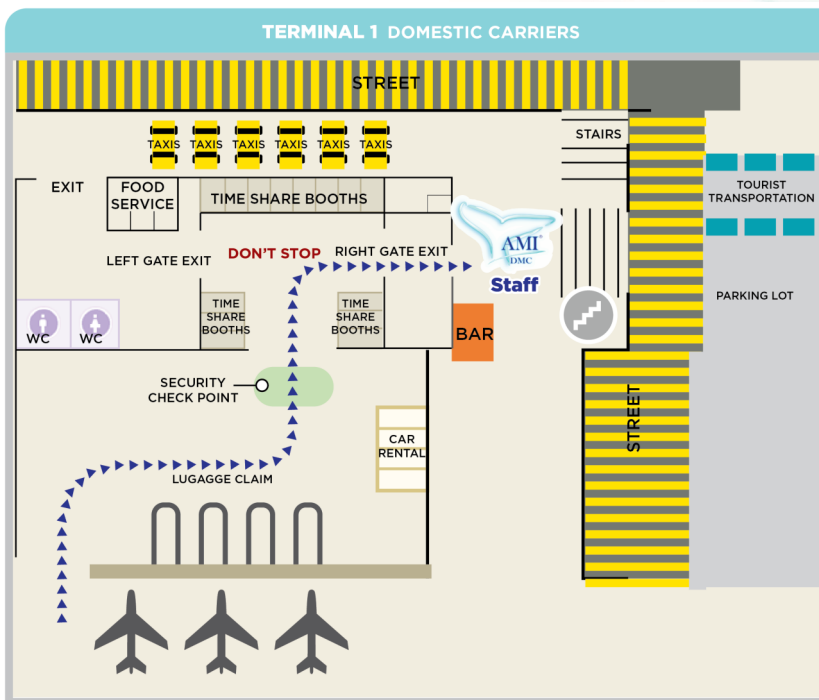 TERMINAL 1 DOMESTIC CARRIERS
STREET
TAXIS TAXIS TAXIS TAXIS TAXIS TAXIS
STAIRS
EXIT
FOOD
SERVICE
TIME SHARE BOOTHS
TOURIST
TRANSPORTATION
LEFT GATE EXIT
DON'T STOP
RIGHT GATE EXIT
AMI®
DMC
Staff
PARKING LOT
WC
WC
TIME
SHARE
BOOTHS
TIME
SHARE
BOOTHS
BAR
SECURITY
CHECK POINT
STREET
CAR
RENTAL
LUGAGGE CLAIM